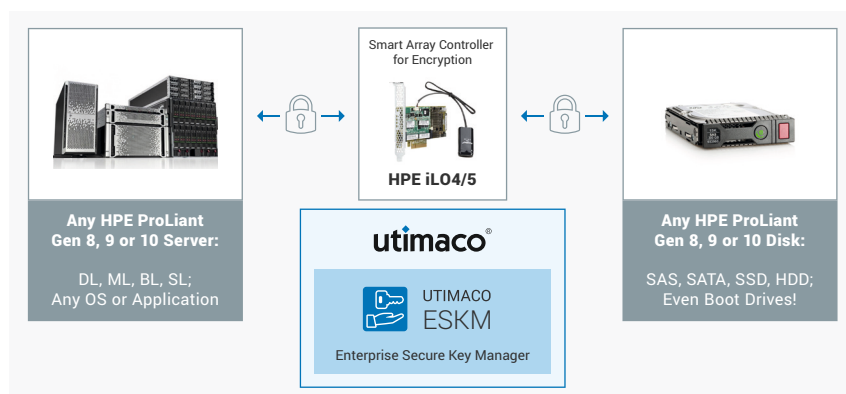 Smart Array Controller
for Encryption
HPE iLO4/5
Any HPE ProLiant
Gen 8, 9 or 10 Server:
DL, ML, BL, SL;
Any OS or Application
utimaco®
UTIMACO
ESKM
Enterprise Secure Key Manager
Any HPE ProLiant
Gen 8, 9 or 10 Disk:
SAS, SATA, SSD, HDD;
Even Boot Drives!